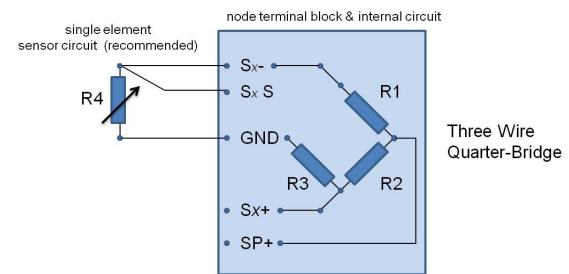 node terminal block & internal circuit
single element
sensor circuit (recommended)
Sx-
Sx S
R4
R1
GND
Three Wire
Quarter-Bridge
R3
R2
Sx+
SP+